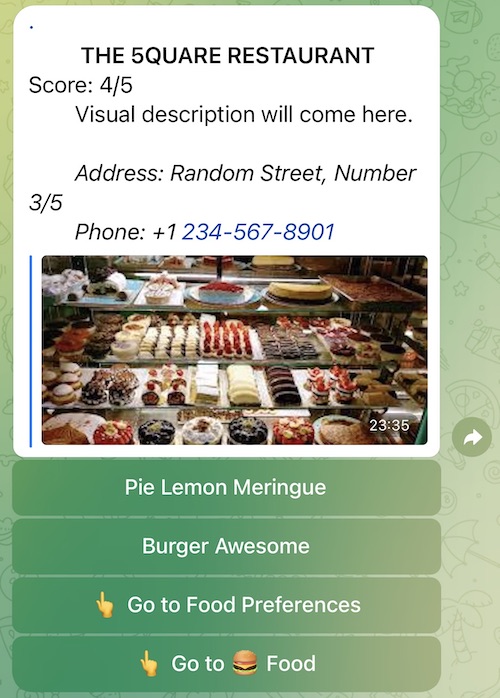 .
THE 5QUARE RESTAURANT
Score: 4/5
Visual description will come here.
Address: Random Street, Number
3/5
Phone: +1 234-567-8901
23:35
Pie Lemon Meringue
Burger Awesome
👆 Go to Food Preferences
👆 Go to 🍔 Food